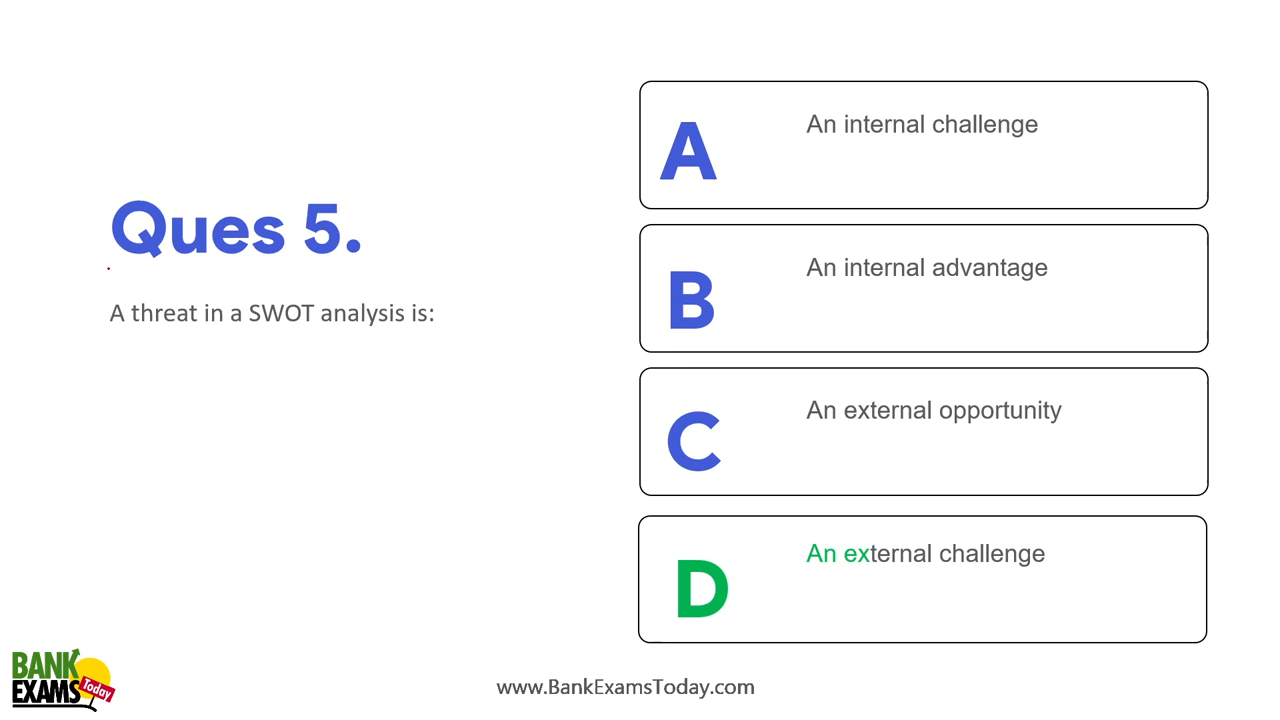 Ques 5.
A threat in a SWOT analysis is:
A
An internal challenge
B
An internal advantage
C
An external opportunity
D
An external challenge
BANK
EXAMS
Today
www.BankExamsToday.com